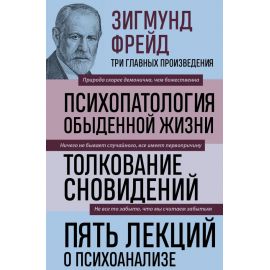 ЗИГМУНД
ФРЕЙД
ТРИ ГЛАВНЫХ ПРОИЗВЕДЕНИЯ
Природа скорее демонична, чем божественна
ПСИХОПАТОЛОГИЯ
ОБЫДЕННОЙ ЖИЗНИ
Ничего не бывает случайного, все имеет первопричину
ТОЛКОВАНИЕ
СНОВИДЕНИЙ
Не все то забыто, что мы считаем забытым
ПЯТЬ ЛЕКЦИЙ
О ПСИХОАНАЛИЗЕ